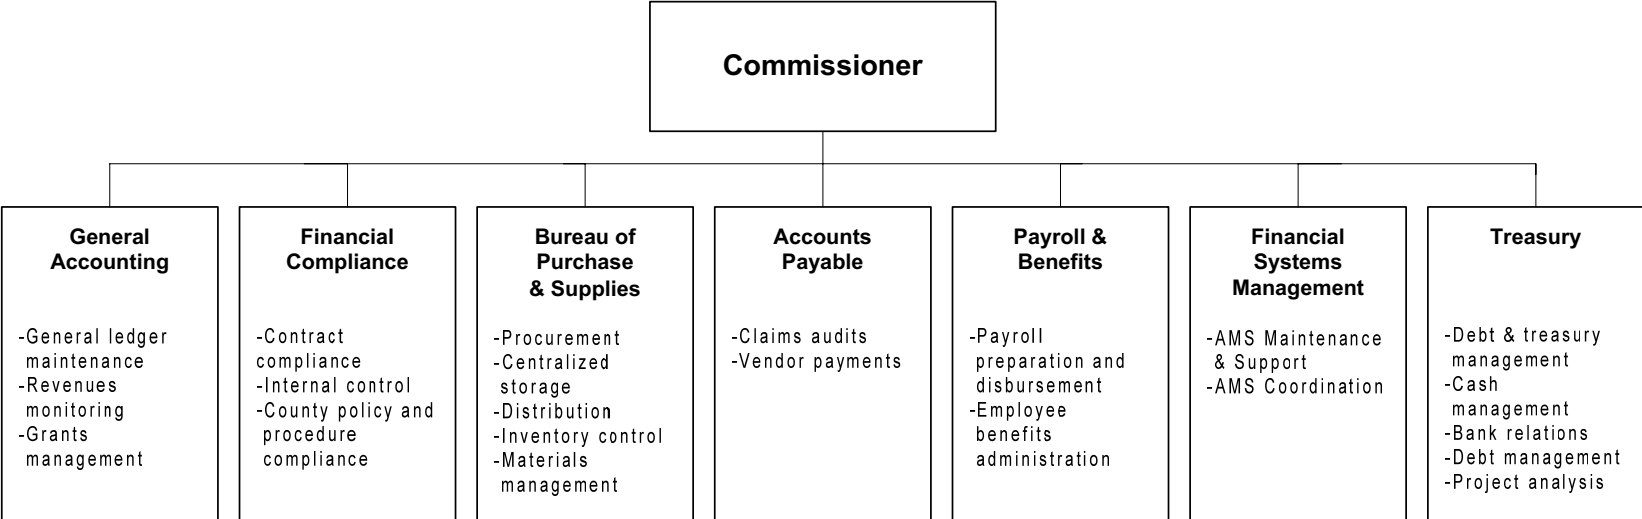 Commissioner
General
Accounting
-General ledger
maintenance
-Revenues
monitoring
-Grants
management
Financial
Compliance
-Contract
compliance
-Internal control
-County policy and
procedure
compliance
Bureau of
Purchase
& Supplies
-Procurement
-Centralized
storage
-Distribution
-Inventory control
-Materials
management
Accounts
Payable
-Claims audits
-Vendor payments
Payroll &
Benefits
-Payroll
preparation and
disbursement
-Employee
benefits
administration
Financial
Systems
Management
-AMS Maintenance
& Support
-AMS Coordination
Treasury
-Debt & treasury
management
-Cash
management
-Bank relations
-Debt management
-Project analysis